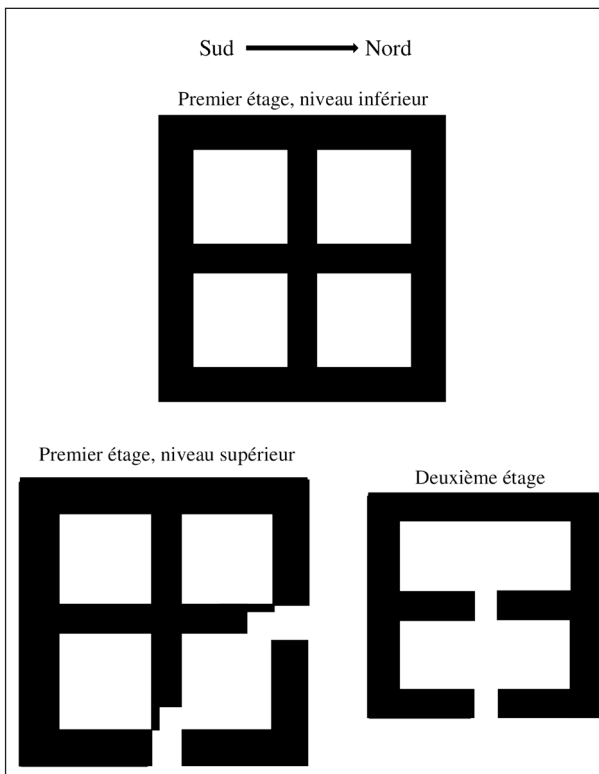 Sud Nord
Premier étage, niveau inférieur
Premier étage, niveau supérieur
Deuxième étage